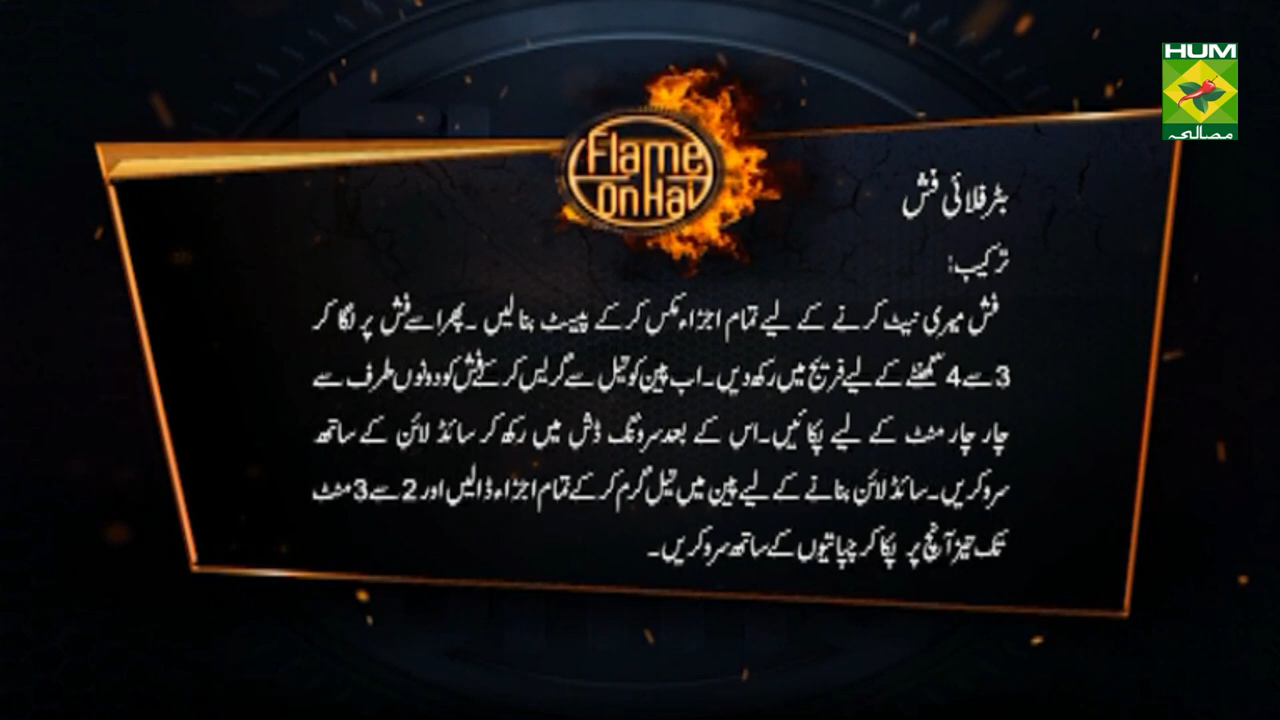 HUM
مصالحہ
Flame
On Hai
بٹر فلائی فش
ترکیب:
فش میری نیٹ کرنے کے لیے تمام اجزاء مکس کر کے پیسٹ بنالیں ۔ پھر اسے فش پر لگا کر
3 سے 4 گھنٹے کے لیے فریج میں رکھ دیں۔ اب پین کو تیل سے گریس کر کے فش کو دونوں طرف سے
چار چار منٹ کے لیے پکائیں۔ اس کے بعد سرونگ ڈش میں رکھ کر سائڈ لائن کے ساتھ
سرو کریں۔ سائڈ لائن بنانے کے لیے پین میں تیل گرم کر کے تمام اجزاء ڈالیں اور 2 سے 3 منٹ
تک تیز آنچ پر پکا کر چپاتیوں کے ساتھ سرو کریں۔